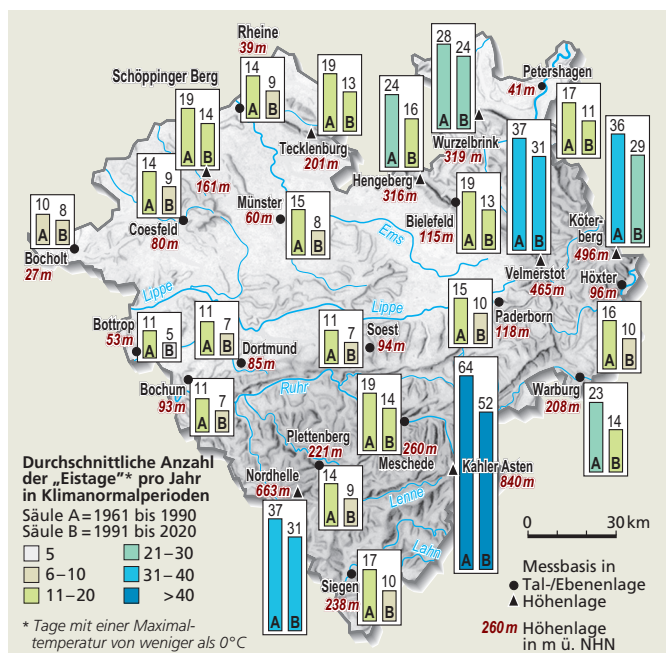 Rheine
39 m
14
9
A
B
Schöppinger Berg
19
14
A
B
161 m
19
13
A
B
Tecklenburg
201 m
24
16
A
B
Hengeberg
316 m
28
24
A
B
Wurzelbrink
319 m
Petershagen
41 m
17
11
A
B
14
9
A
B
Coesfeld
80 m
Münster
60 m
15
8
A
B
Ems
Bielefeld
115 m
19
13
A
B
37
31
A
B
Velmerstot
465 m
36
29
A
B
Köter-
berg
496 m
Höxter
96 m
16
10
A
B
10
8
A
B
Bocholt
27 m
Lippe
Lippe
15
10
A
B
Paderborn
118 m
Bottrop
53 m
11
5
A
B
11
7
A
B
Dortmund
85 m
11
7
A
B
Soest
94 m
Bochum
93 m
11
7
A
B
Ruhr
19
14
A
B
260 m
Meschede
64
52
A
B
Kahler Asten
840 m
Warburg
208 m
23
14
A
B
Plettenberg
221 m
14
9
A
B
Lenne
Nordhelle
663 m
37
31
A
B
Lahn
Siegen
238 m
17
10
A
B
Durchschnittliche Anzahl
der „Eistage“* pro Jahr
in Klimanormalperioden
Säule A = 1961 bis 1990
Säule B = 1991 bis 2020
5
6–10
11–20
21–30
31–40
>40
* Tage mit einer Maximal-
temperatur von weniger als 0°C
0 30 km
Messbasis in
Tal-/Ebenenlage
Höhenlage
260 m Höhenlage
in m ü. NHN